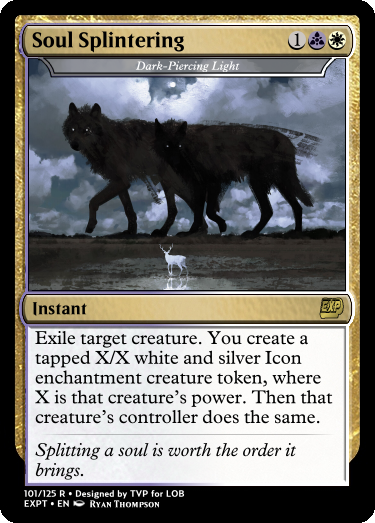 Soul Splintering 1
Dark-Piercing Light
Instant EXP
Exile target creature. You create a
tapped X/X white and silver Icon
enchantment creature token, where
X is that creature's power. Then that
creature's controller does the same.
Splitting a soul is worth the order it
brings.
101/125 R • Designed by TVP for LOB
EXPT • EN Ryan Thompson